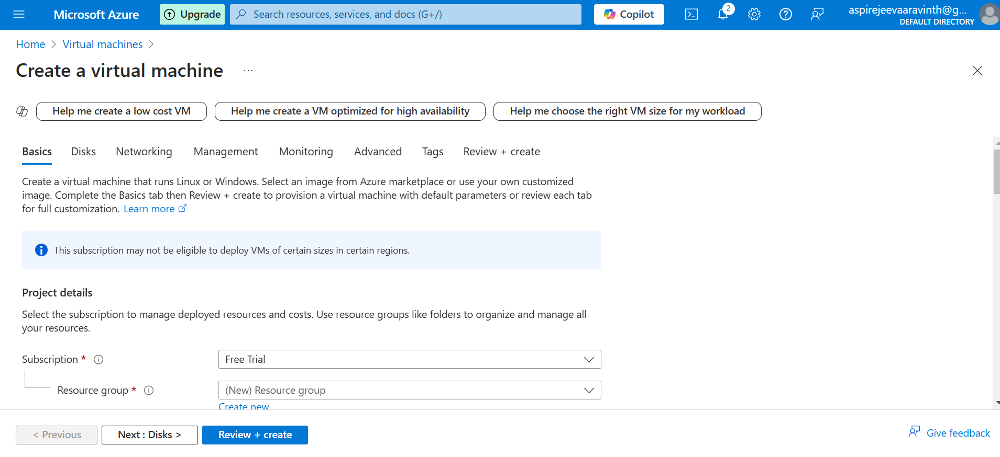 Microsoft Azure
Upgrade
Search resources, services, and docs (G+/)
Copilot
2
aspirejeevaaravinth@g...
DEFAULT DIRECTORY
Home > Virtual machines >
Create a virtual machine ...
Help me create a low cost VM
Help me create a VM optimized for high availability
Help me choose the right VM size for my workload
Basics Disks Networking Management Monitoring Advanced Tags Review + create
Create a virtual machine that runs Linux or Windows. Select an image from Azure marketplace or use your own customized
image. Complete the Basics tab then Review + create to provision a virtual machine with default parameters or review each tab
for full customization. Learn more
This subscription may not be eligible to deploy VMs of certain sizes in certain regions.
Project details
Select the subscription to manage deployed resources and costs. Use resource groups like folders to organize and manage all
your resources.
Subscription *
Free Trial
Resource group *
(New) Resource group
Create new
< Previous
Next : Disks >
Review + create
Give feedback